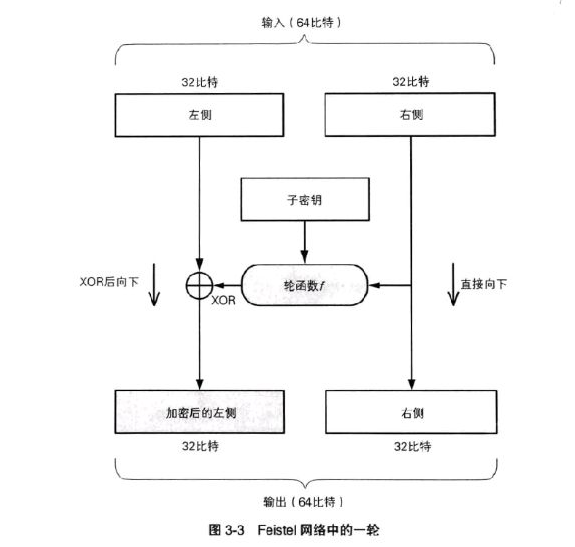 输入（64比特）
32比特
32比特
左侧
右侧
子密钥
XOR后向下
轮函数f
直接向下
XOR
加密后的左侧
右侧
32比特
32比特
输出（64比特）
图 3-3 Feistel 网络中的一轮